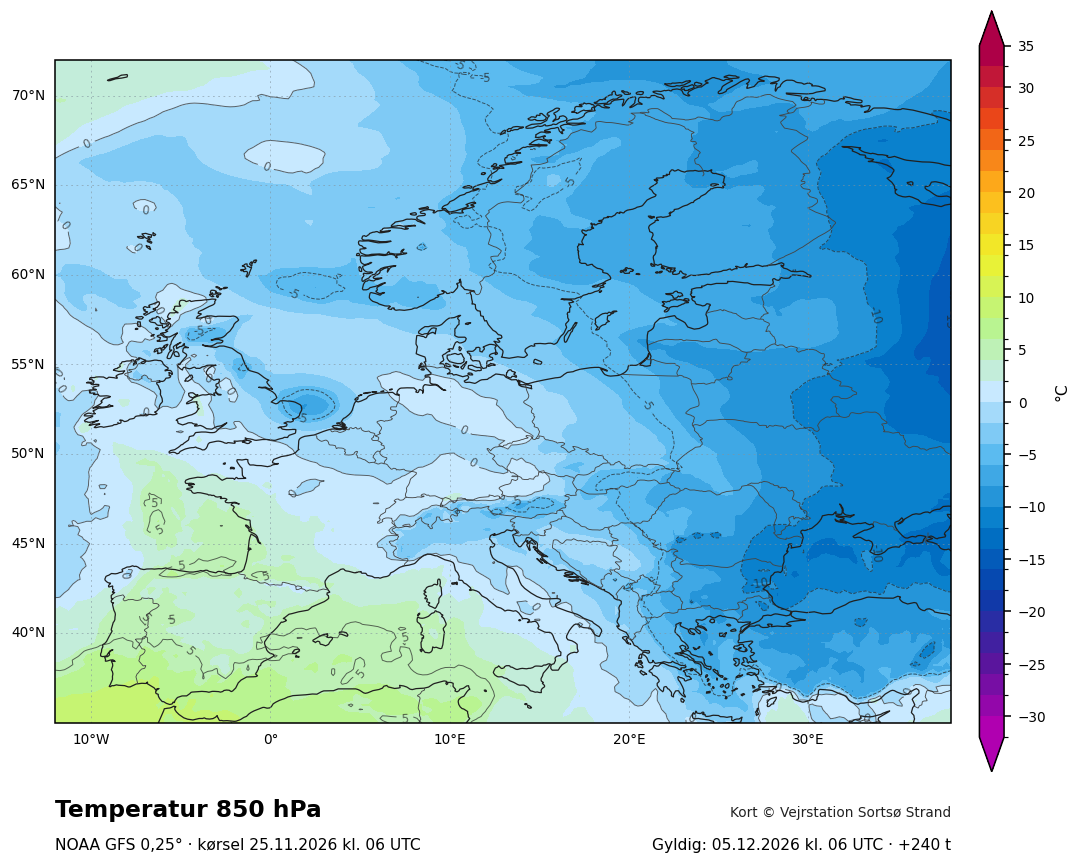 70°N
65°N
60°N
55°N
50°N
45°N
40°N
10°W
0°
10°E
20°E
30°E
35
30
25
20
15
10
5
0
−5
−10
−15
−20
−25
−30
°C
Temperatur 850 hPa
Kort © Vejrstation Sortsø Strand
NOAA GFS 0,25° · kørsel 25.11.2026 kl. 06 UTC
Gyldig: 05.12.2026 kl. 06 UTC · +240 t